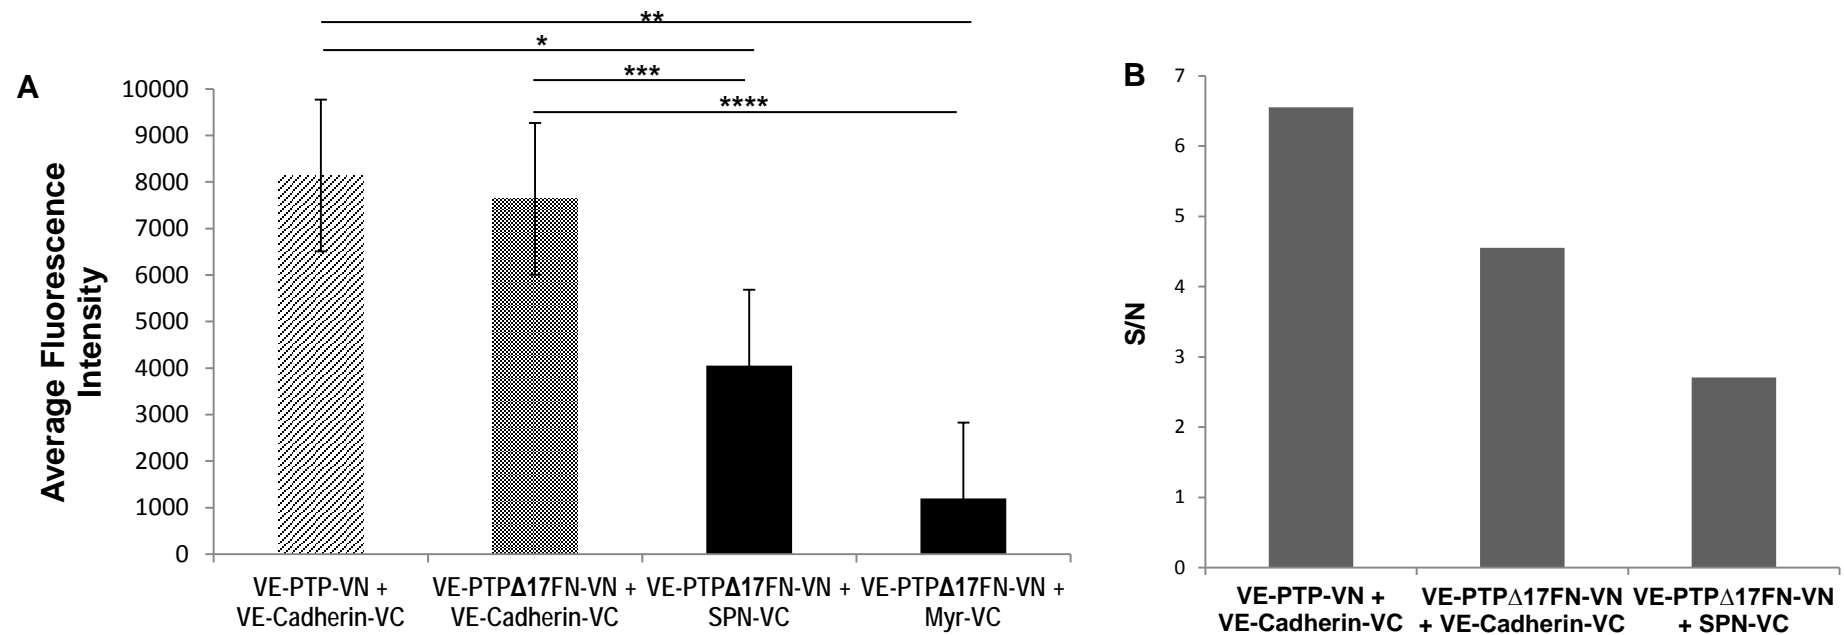 **
*
***
****
A
10000
9000
8000
7000
6000
5000
4000
3000
2000
1000
0
Average Fluorescence
Intensity
VE-PTP-VN +
VE-Cadherin-VC
VE-PTPΔ17FN-VN +
VE-Cadherin-VC
VE-PTPΔ17FN-VN +
SPN-VC
VE-PTPΔ17FN-VN +
Myr-VC
B
7
6
5
4
3
2
1
0
S/N
VE-PTP-VN +
VE-Cadherin-VC
VE-PTPΔ17FN-VN
+ VE-Cadherin-VC
VE-PTPΔ17FN-VN
+ SPN-VC